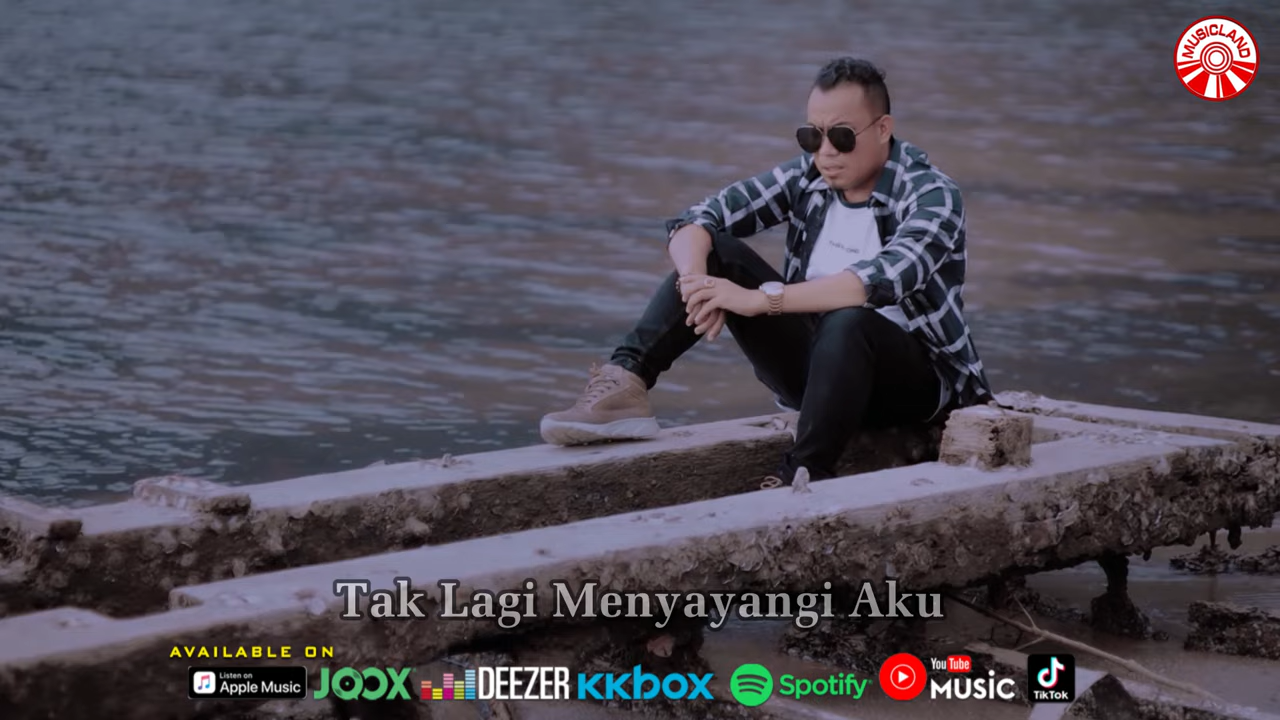 MUSICLAND
Tak Lagi Menyayangi Aku
AVAILABLE ON
Listen on
Apple Music
JOOX
DEEZER
KKBOX
Spotify
YouTube
MUSIC
TikTok